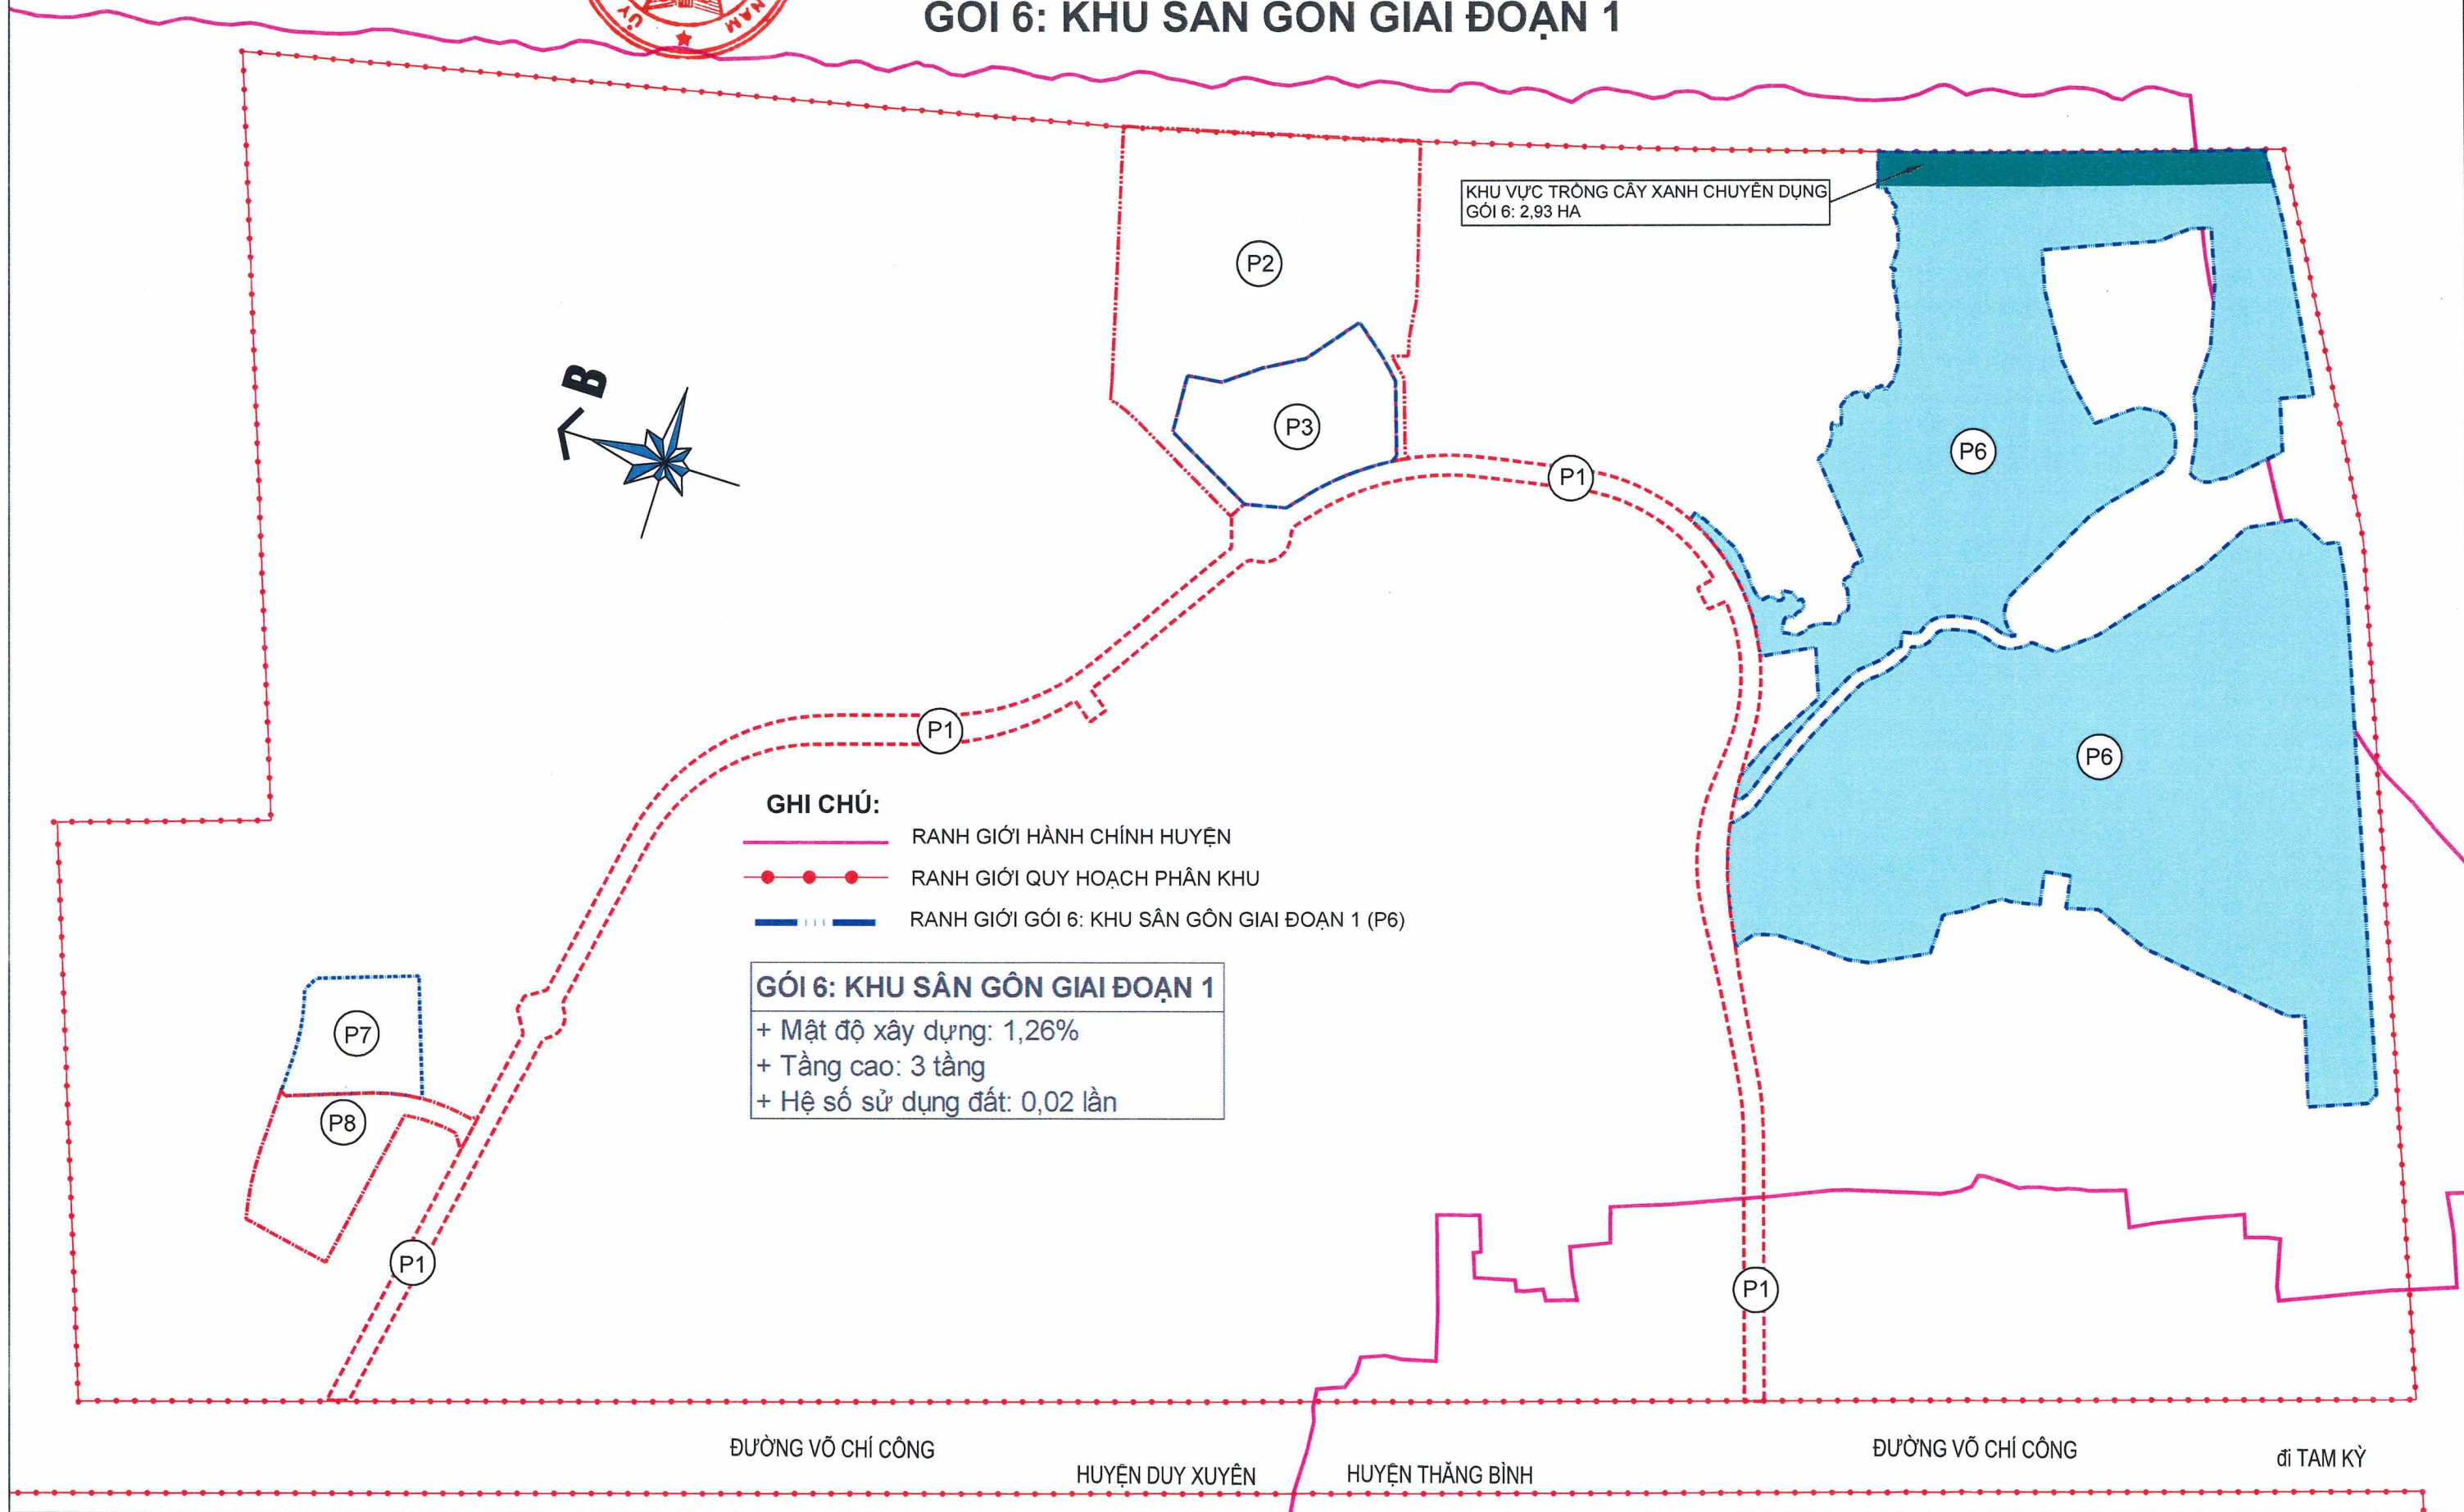 GÓI 6: KHU SÂN GÔN GIAI ĐOẠN 1
ỦY
NAM
KHU VỰC TRỒNG CÂY XANH CHUYÊN DỤNG
GÓI 6: 2,93 HA
P2
B
P3
P1
P6
P1
P6
GHI CHÚ:
RANH GIỚI HÀNH CHÍNH HUYỆN
RANH GIỚI QUY HOẠCH PHÂN KHU
RANH GIỚI GÓI 6: KHU SÂN GÔN GIAI ĐOẠN 1 (P6)
GÓI 6: KHU SÂN GÔN GIAI ĐOẠN 1
+ Mật độ xây dựng: 1,26%
+ Tầng cao: 3 tầng
+ Hệ số sử dụng đất: 0,02 lần
P7
P8
P1
P1
ĐƯỜNG VÕ CHÍ CÔNG
ĐƯỜNG VÕ CHÍ CÔNG
đi TAM KỲ
HUYỆN DUY XUYÊN
HUYỆN THĂNG BÌNH